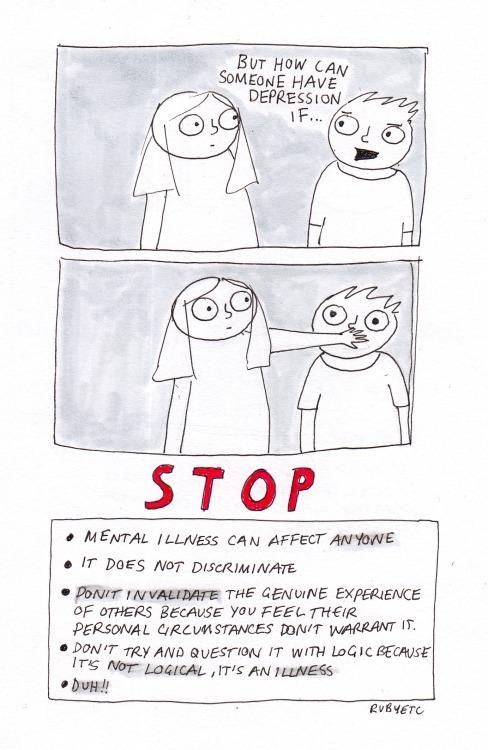 BUT HOW CAN
SOMEONE HAVE
DEPRESSION
IF...
STOP
• MENTAL ILLNESS CAN AFFECT ANYONE
• IT DOES NOT DISCRIMINATE
• DON'T INVALIDATE THE GENUINE EXPERIENCE
OF OTHERS BECAUSE YOU FEEL THEIR
PERSONAL CIRCUMSTANCES DON'T WARRANT IT.
• DON'T TRY AND QUESTION IT WITH LOGIC BECAUSE
IT'S NOT LOGICAL, IT'S AN ILLNESS
• DUH!!
RUBYETC